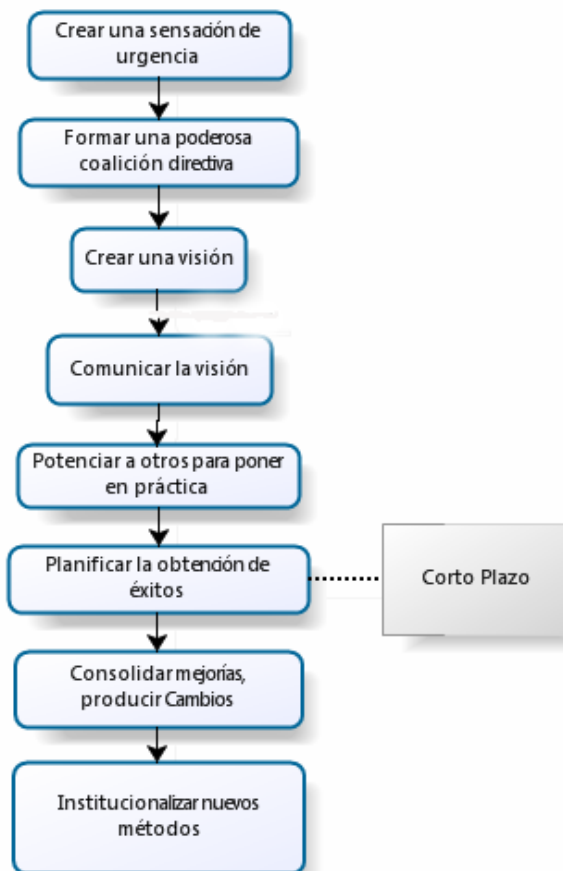 Crear una sensación de
urgencia
Formar una poderosa
coalición directiva
Crear una visión
Comunicar la visión
Potenciar a otros para poner
en práctica
Planificar la obtención de
éxitos
Corto Plazo
Consolidar mejorías,
producir Cambios
Institucionalizar nuevos
métodos